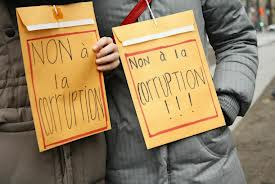 NON à
la
CORRUPTION
NON à la
CORRUPTION
!!!